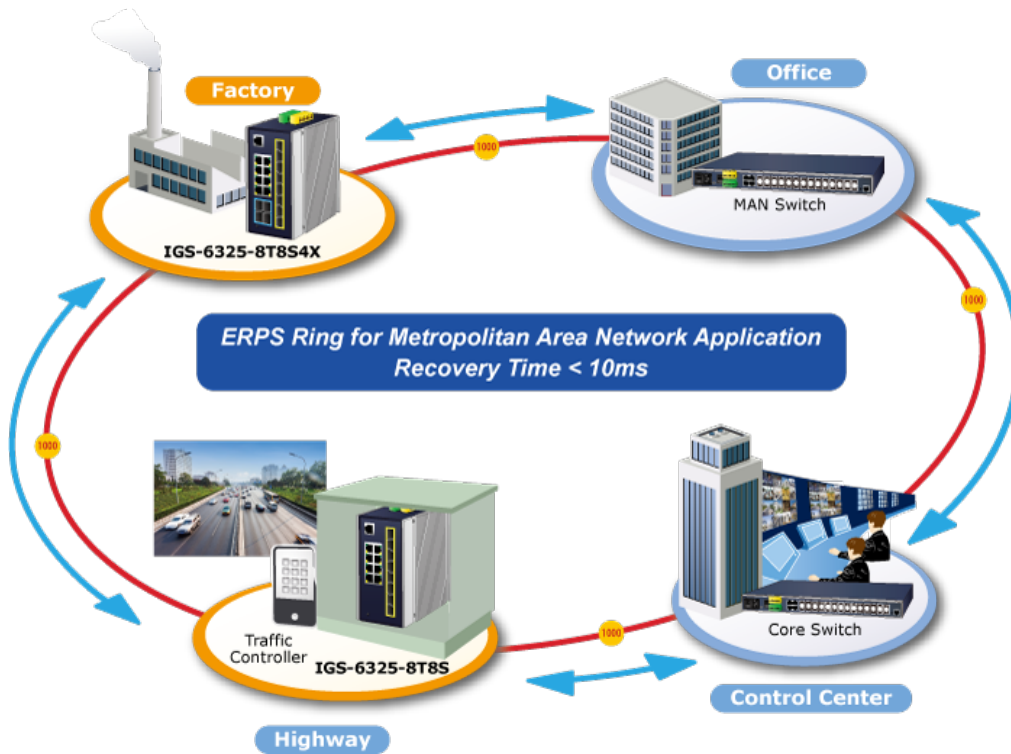 Factory
Office
1000
MAN Switch
IGS-6325-8T8S4X
1000
ERPS Ring for Metropolitan Area Network Application
Recovery Time < 10ms
1000
Traffic
Controller
IGS-6325-8T8S
1000
Core Switch
Control Center
Highway